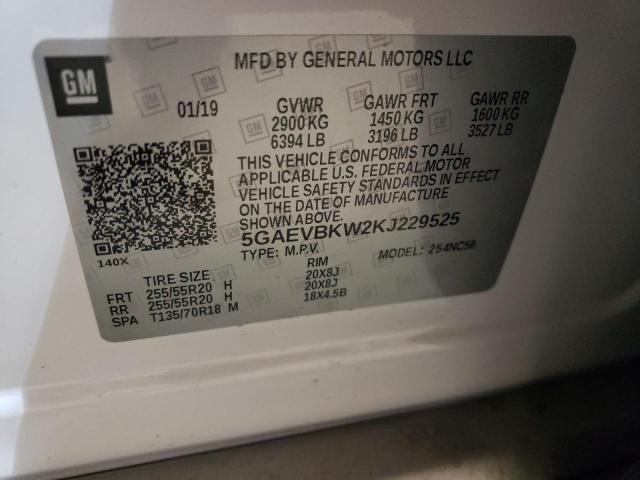 GM
MFD BY GENERAL MOTORS LLC
01/19 GVWR GAWR FRT GAWR RR
2900 KG 1450 KG 1600 KG
6394 LB 3196 LB 3527 LB
THIS VEHICLE CONFORMS TO ALL
APPLICABLE U.S. FEDERAL MOTOR
VEHICLE SAFETY STANDARDS IN EFFECT
ON THE DATE OF MANUFACTURE
SHOWN ABOVE.
5GAEVBKW2KJ229525
140X TYPE: M.P.V. MODEL: 254NC56
TIRE SIZE RIM
FRT 255/55R20 H 20X8J
RR 255/55R20 H 20X8J
SPA T135/70R18 M 18X4.5B